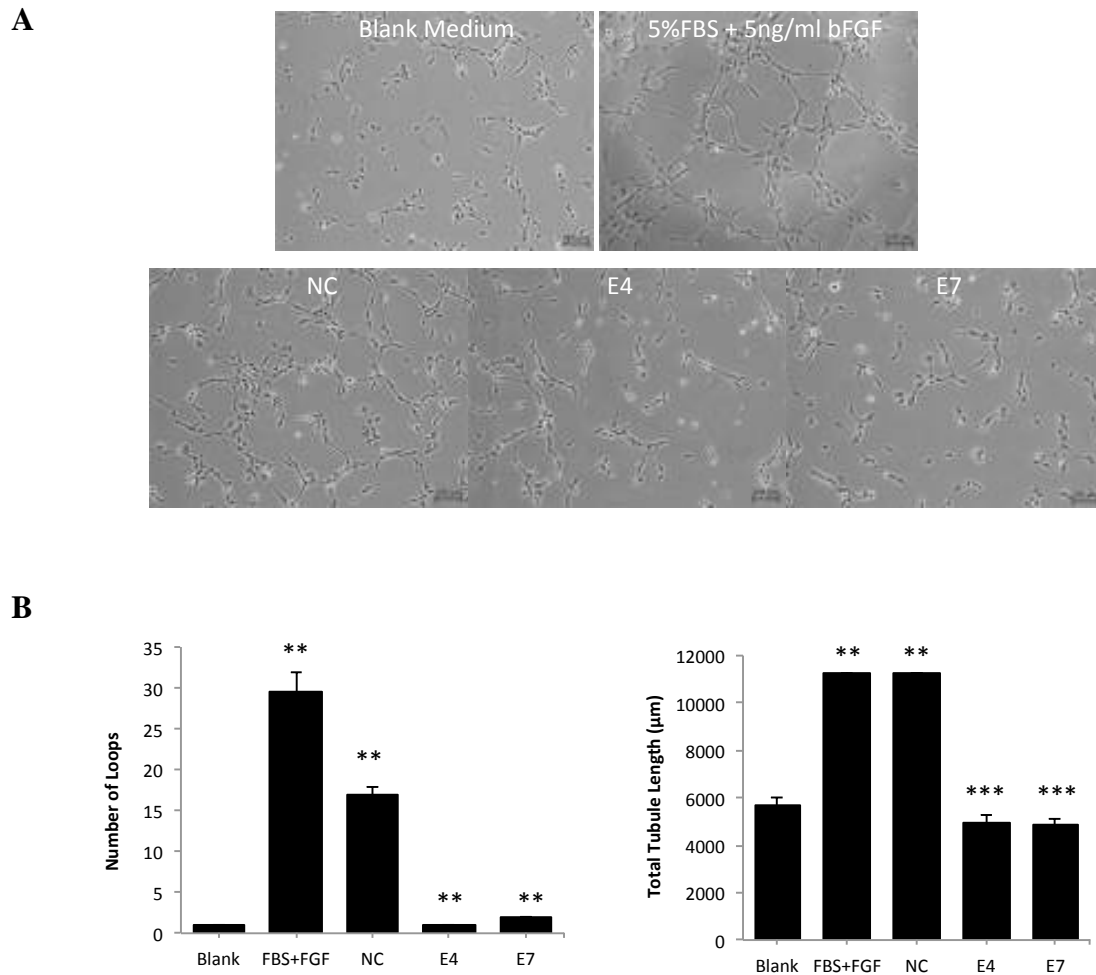 A
Blank Medium
5%FBS + 5ng/ml bFGF
NC
E4
E7
B
Number of Loops
35
30
25
20
15
10
5
0
**
**
**
**
Blank
FBS+FGF
NC
E4
E7
Total Tubule Length (μm)
12000
10000
8000
6000
4000
2000
0
**
**
***
***
Blank
FBS+FGF
NC
E4
E7